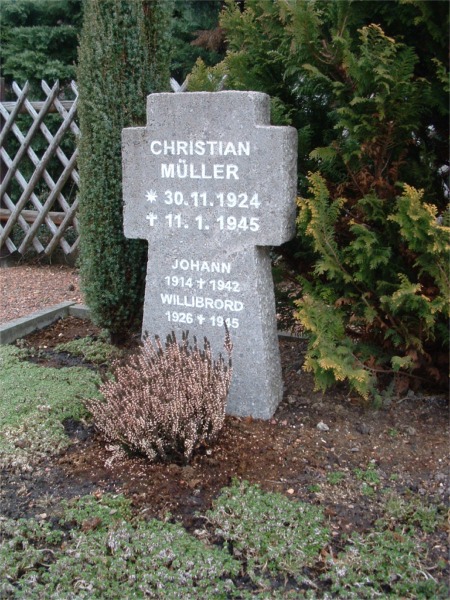 CHRISTIAN
MÜLLER
* 30.11.1924
✝ 11. 1. 1945
JOHANN
1914 ✝ 1942
WILLIBRORD
1926 ✝ 1945